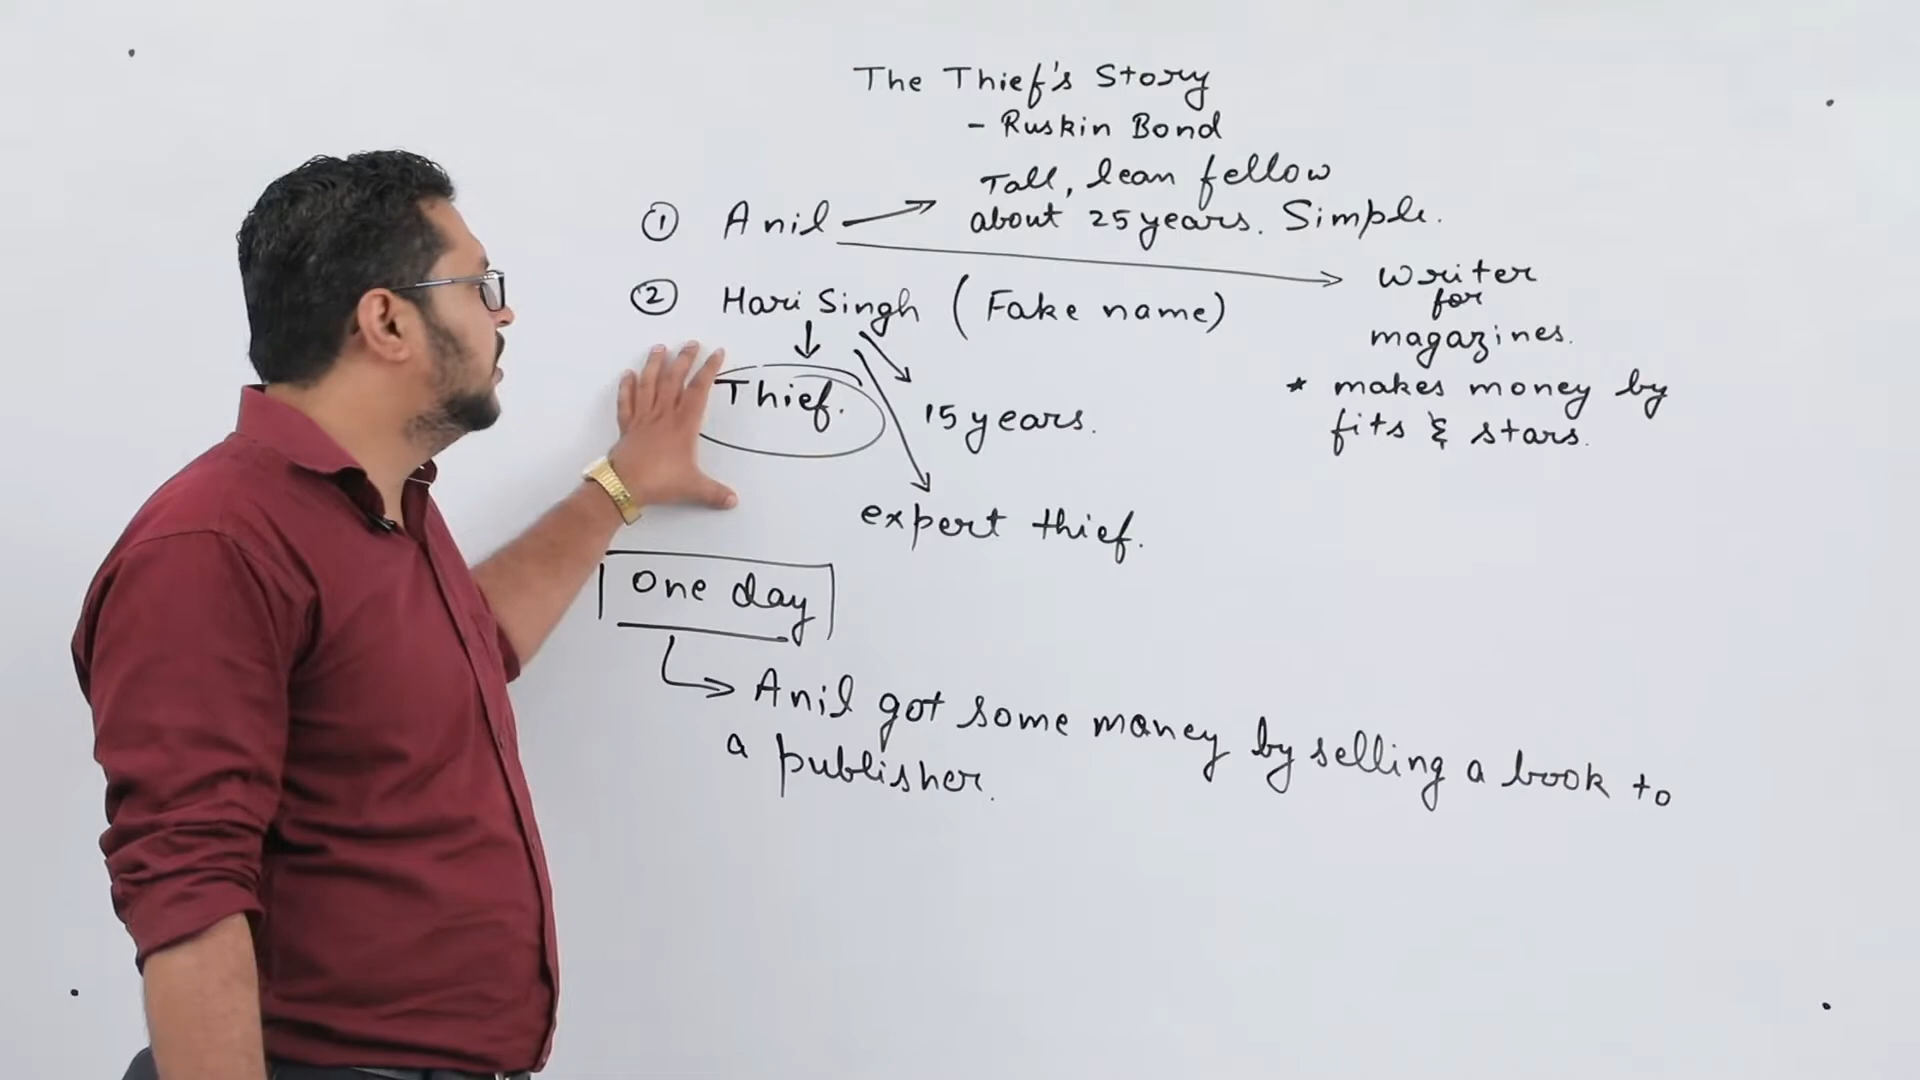 The Thief's Story
- Ruskin Bond
① Anil → Tall, lean fellow
about 25 years. Simple.
→ writer
for
magazines.
* makes money by
fits & stars.
② Hari Singh (Fake name)
Thief.
15 years.
expert thief.
One day
→ Anil got some money by selling a book to
a publisher.